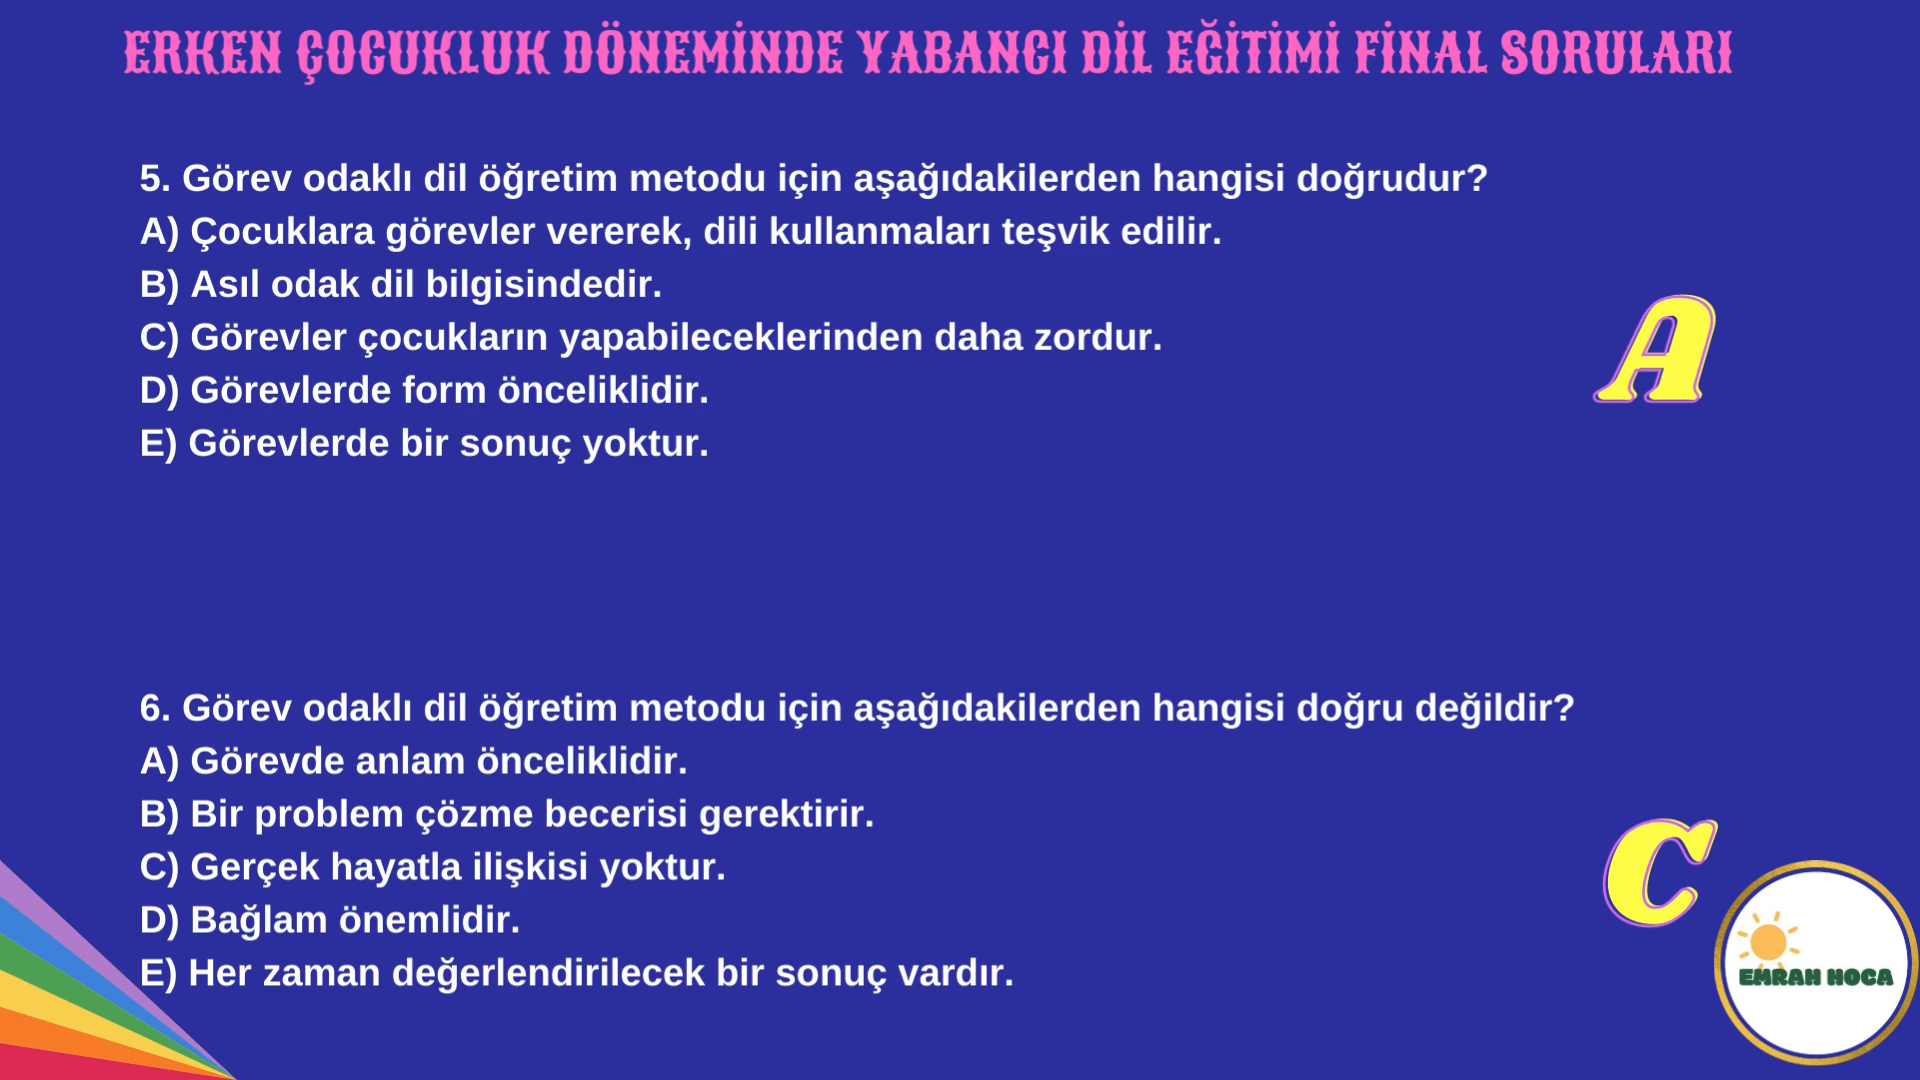 ERKEN ÇOCUKLUK DÖNEMİNDE YABANCI DİL EĞİTİMİ FİNAL SORULARI
5. Görev odaklı dil öğretim metodu için aşağıdakilerden hangisi doğrudur?
A) Çocuklara görevler vererek, dili kullanmaları teşvik edilir.
B) Asıl odak dil bilgisindedir.
C) Görevler çocukların yapabileceklerinden daha zordur.
D) Görevlerde form önceliklidir.
E) Görevlerde bir sonuç yoktur.
A
6. Görev odaklı dil öğretim metodu için aşağıdakilerden hangisi doğru değildir?
A) Görevde anlam önceliklidir.
B) Bir problem çözme becerisi gerektirir.
C) Gerçek hayatla ilişkisi yoktur.
D) Bağlam önemlidir.
E) Her zaman değerlendirilecek bir sonuç vardır.
C
EMRAH HOCA